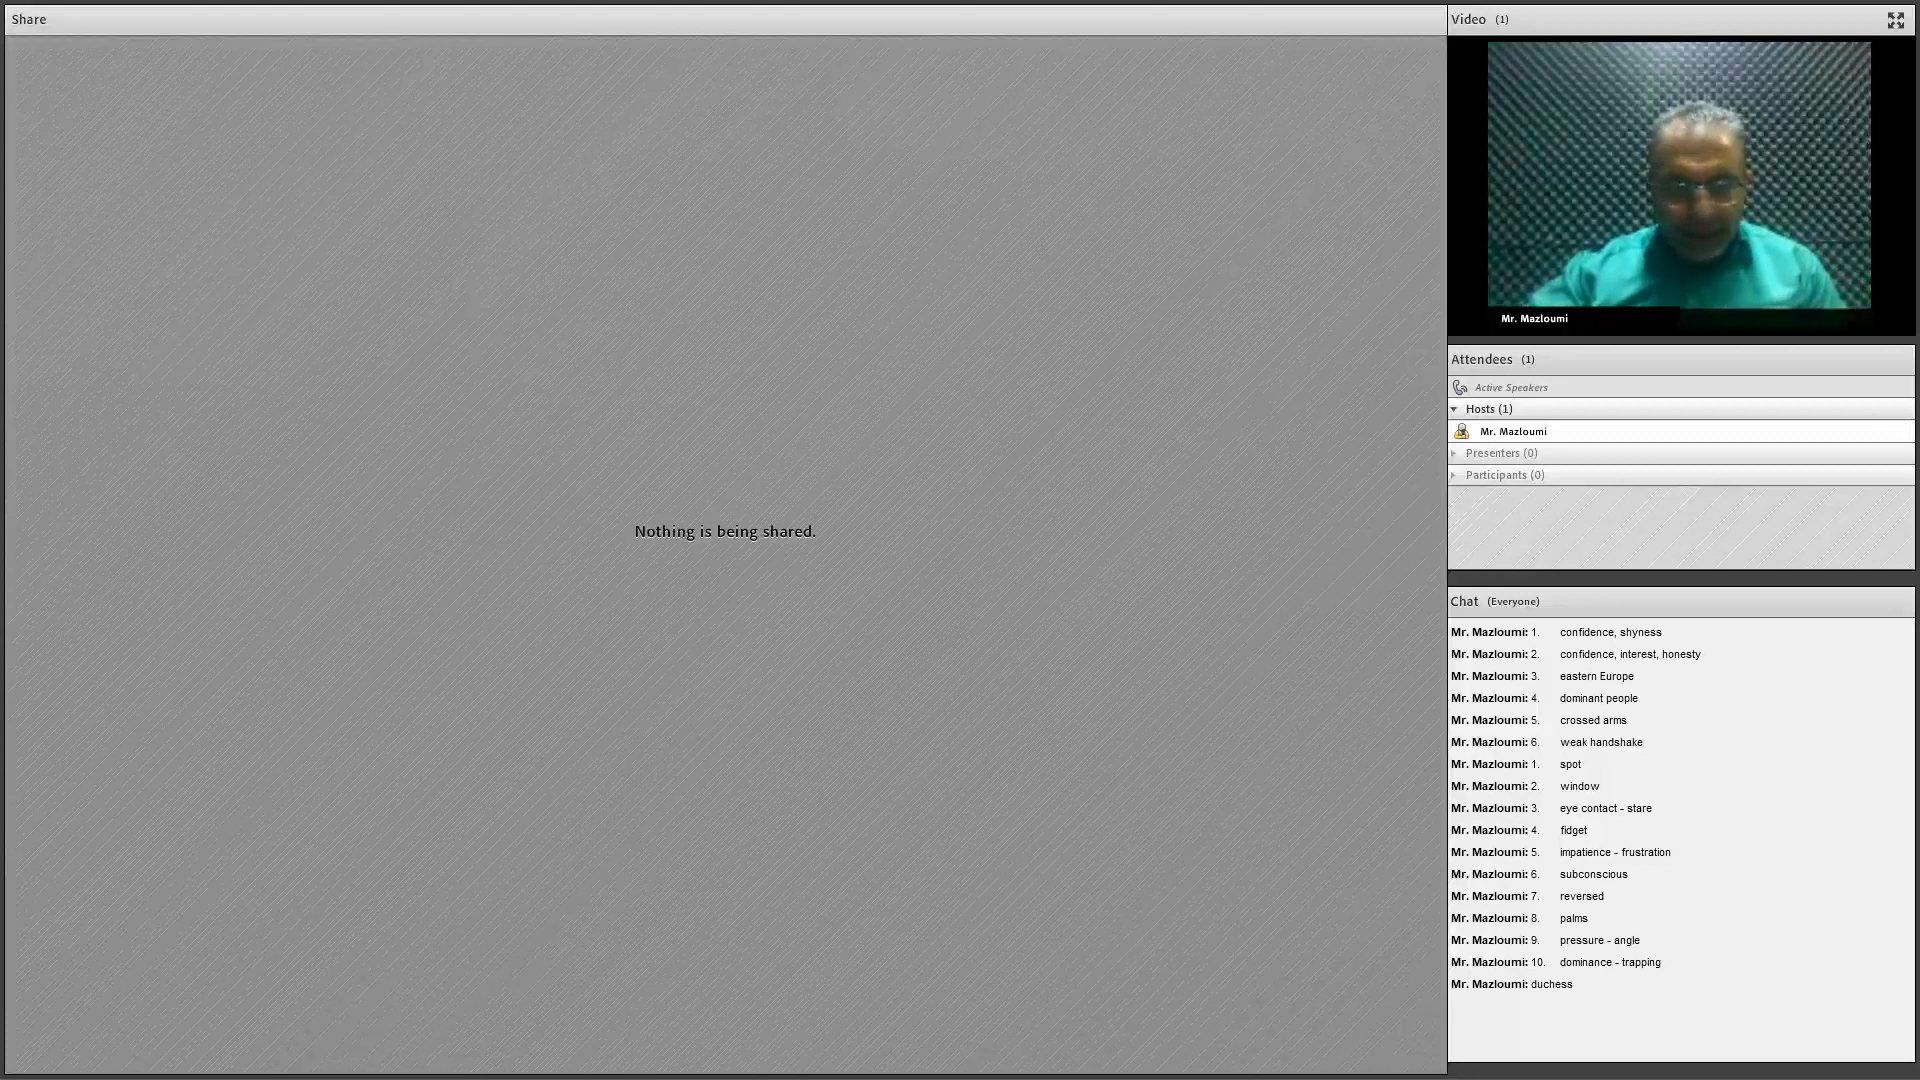 Share
Nothing is being shared.
Video (1)
Mr. Mazloumi
Attendees (1)
Active Speakers
Hosts (1)
Mr. Mazloumi
Presenters (0)
Participants (0)
Chat (Everyone)
Mr. Mazloumi: 1. confidence, shyness
Mr. Mazloumi: 2. confidence, interest, honesty
Mr. Mazloumi: 3. eastern Europe
Mr. Mazloumi: 4. dominant people
Mr. Mazloumi: 5. crossed arms
Mr. Mazloumi: 6. weak handshake
Mr. Mazloumi: 1. spot
Mr. Mazloumi: 2. window
Mr. Mazloumi: 3. eye contact - stare
Mr. Mazloumi: 4. fidget
Mr. Mazloumi: 5. impatience - frustration
Mr. Mazloumi: 6. subconscious
Mr. Mazloumi: 7. reversed
Mr. Mazloumi: 8. palms
Mr. Mazloumi: 9. pressure - angle
Mr. Mazloumi: 10. dominance - trapping
Mr. Mazloumi: duchess